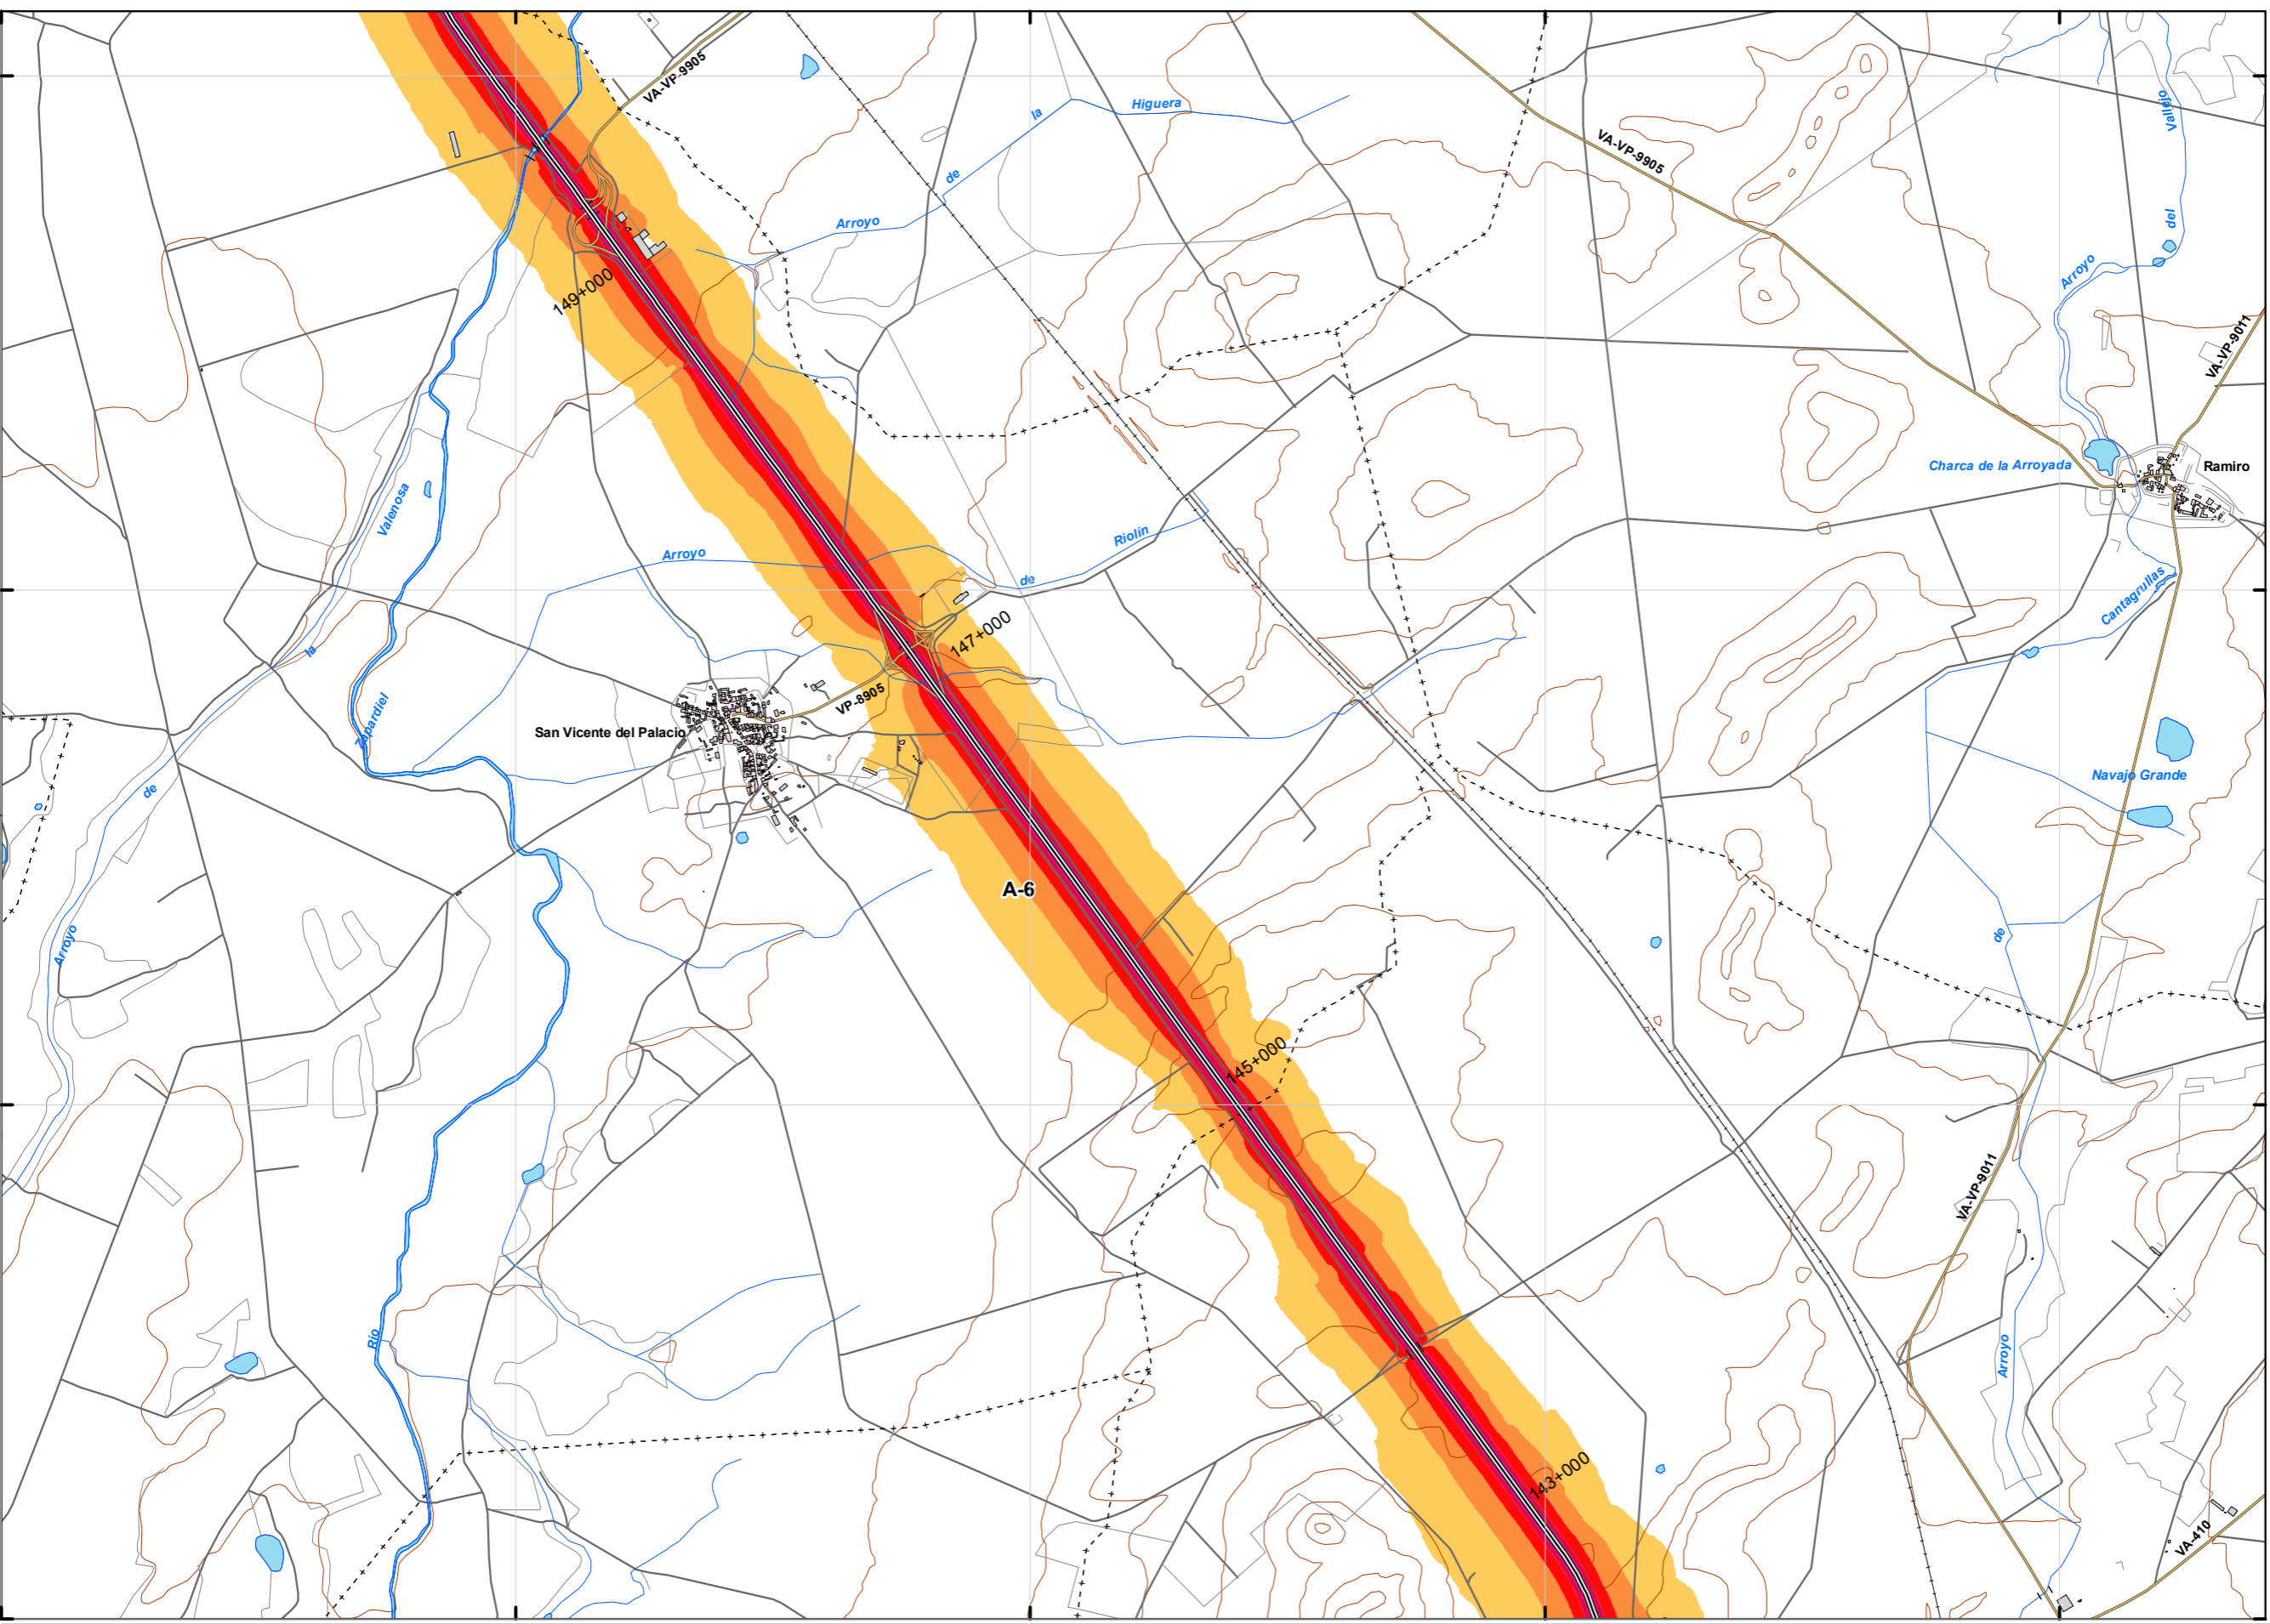 VA-VP-9905
Higuera
la
de
Arroyo
VA-VP-9905
Vallejo
del
Arroyo
149+000
VA-VP-9011
Charca de la Arroyada
Ramiro
Valenosa
la
de
Arroyo
Arroyo
de
Riolín
Cantagrullas
147+000
VP-8905
San Vicente del Palacio
Zapardiel
Navajo Grande
A-6
de
145+000
VA-VP-9011
Río
Arroyo
143+000
VA-410